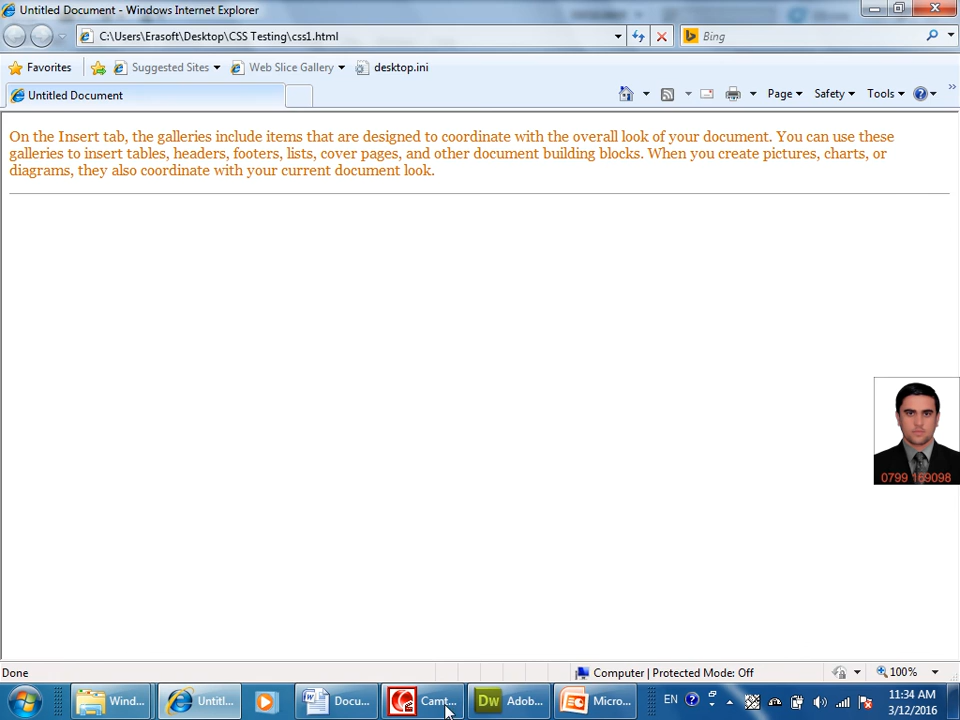 Untitled Document - Windows Internet Explorer
C:\Users\Erasoft\Desktop\CSS Testing\css1.html
Bing
Favorites
Suggested Sites
Web Slice Gallery
desktop.ini
Untitled Document
Page
Safety
Tools
On the Insert tab, the galleries include items that are designed to coordinate with the overall look of your document. You can use these
galleries to insert tables, headers, footers, lists, cover pages, and other document building blocks. When you create pictures, charts, or
diagrams, they also coordinate with your current document look.
0799 169098
Done
Computer | Protected Mode: Off
100%
Wind...
Untitl...
Docu...
Camt...
Dw Adob...
Micro...
EN
11:34 AM
3/12/2016